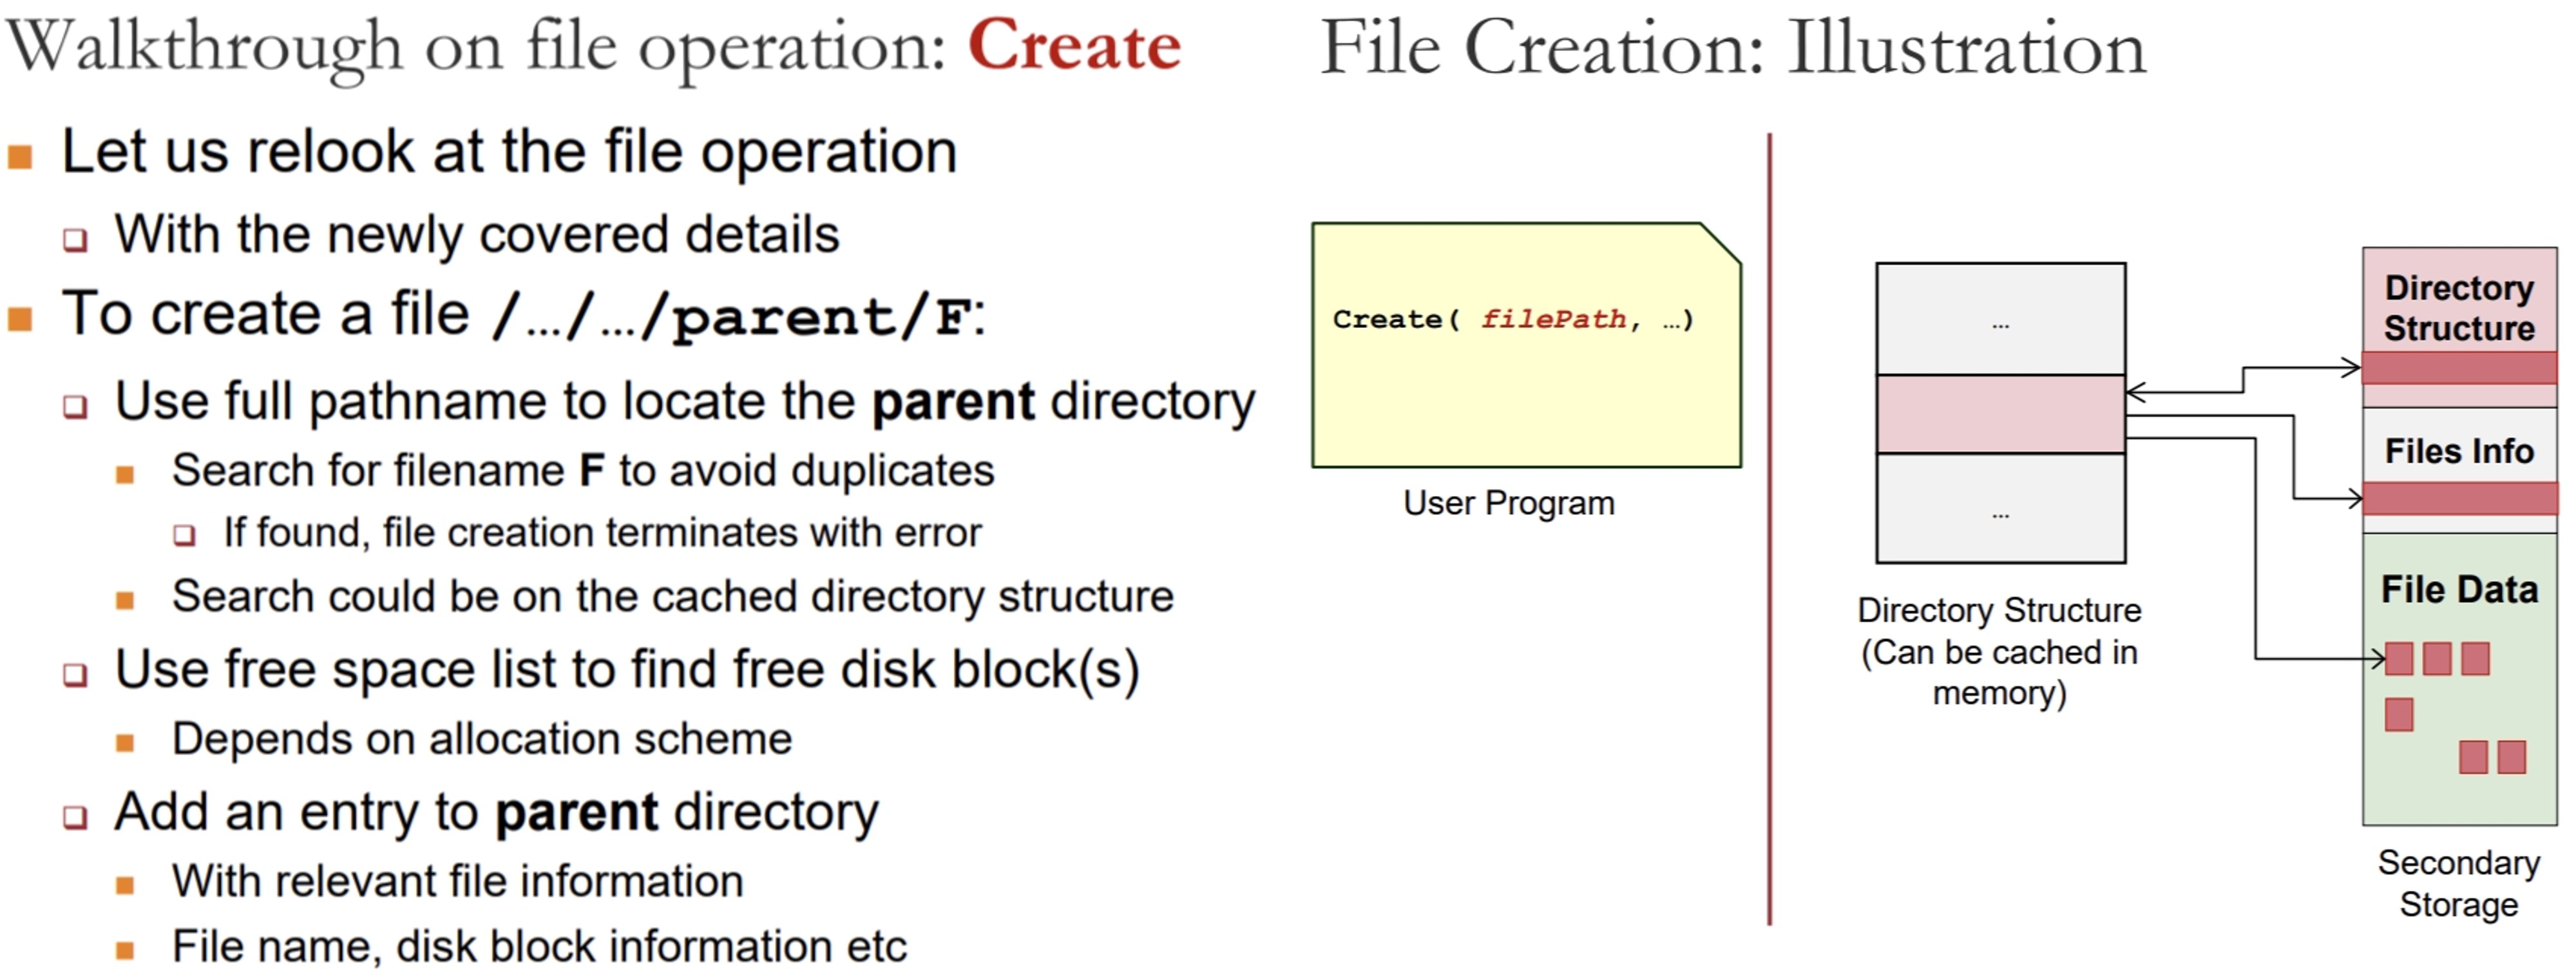 Walkthrough on file operation: Create
Let us relook at the file operation
With the newly covered details
To create a file /…/…/parent/F:
Use full pathname to locate the parent directory
Search for filename F to avoid duplicates
If found, file creation terminates with error
Search could be on the cached directory structure
Use free space list to find free disk block(s)
Depends on allocation scheme
Add an entry to parent directory
With relevant file information
File name, disk block information etc
File Creation: Illustration
Create( filePath, …)
User Program
…
…
Directory Structure
(Can be cached in
memory)
Directory
Structure
Files Info
File Data
Secondary
Storage